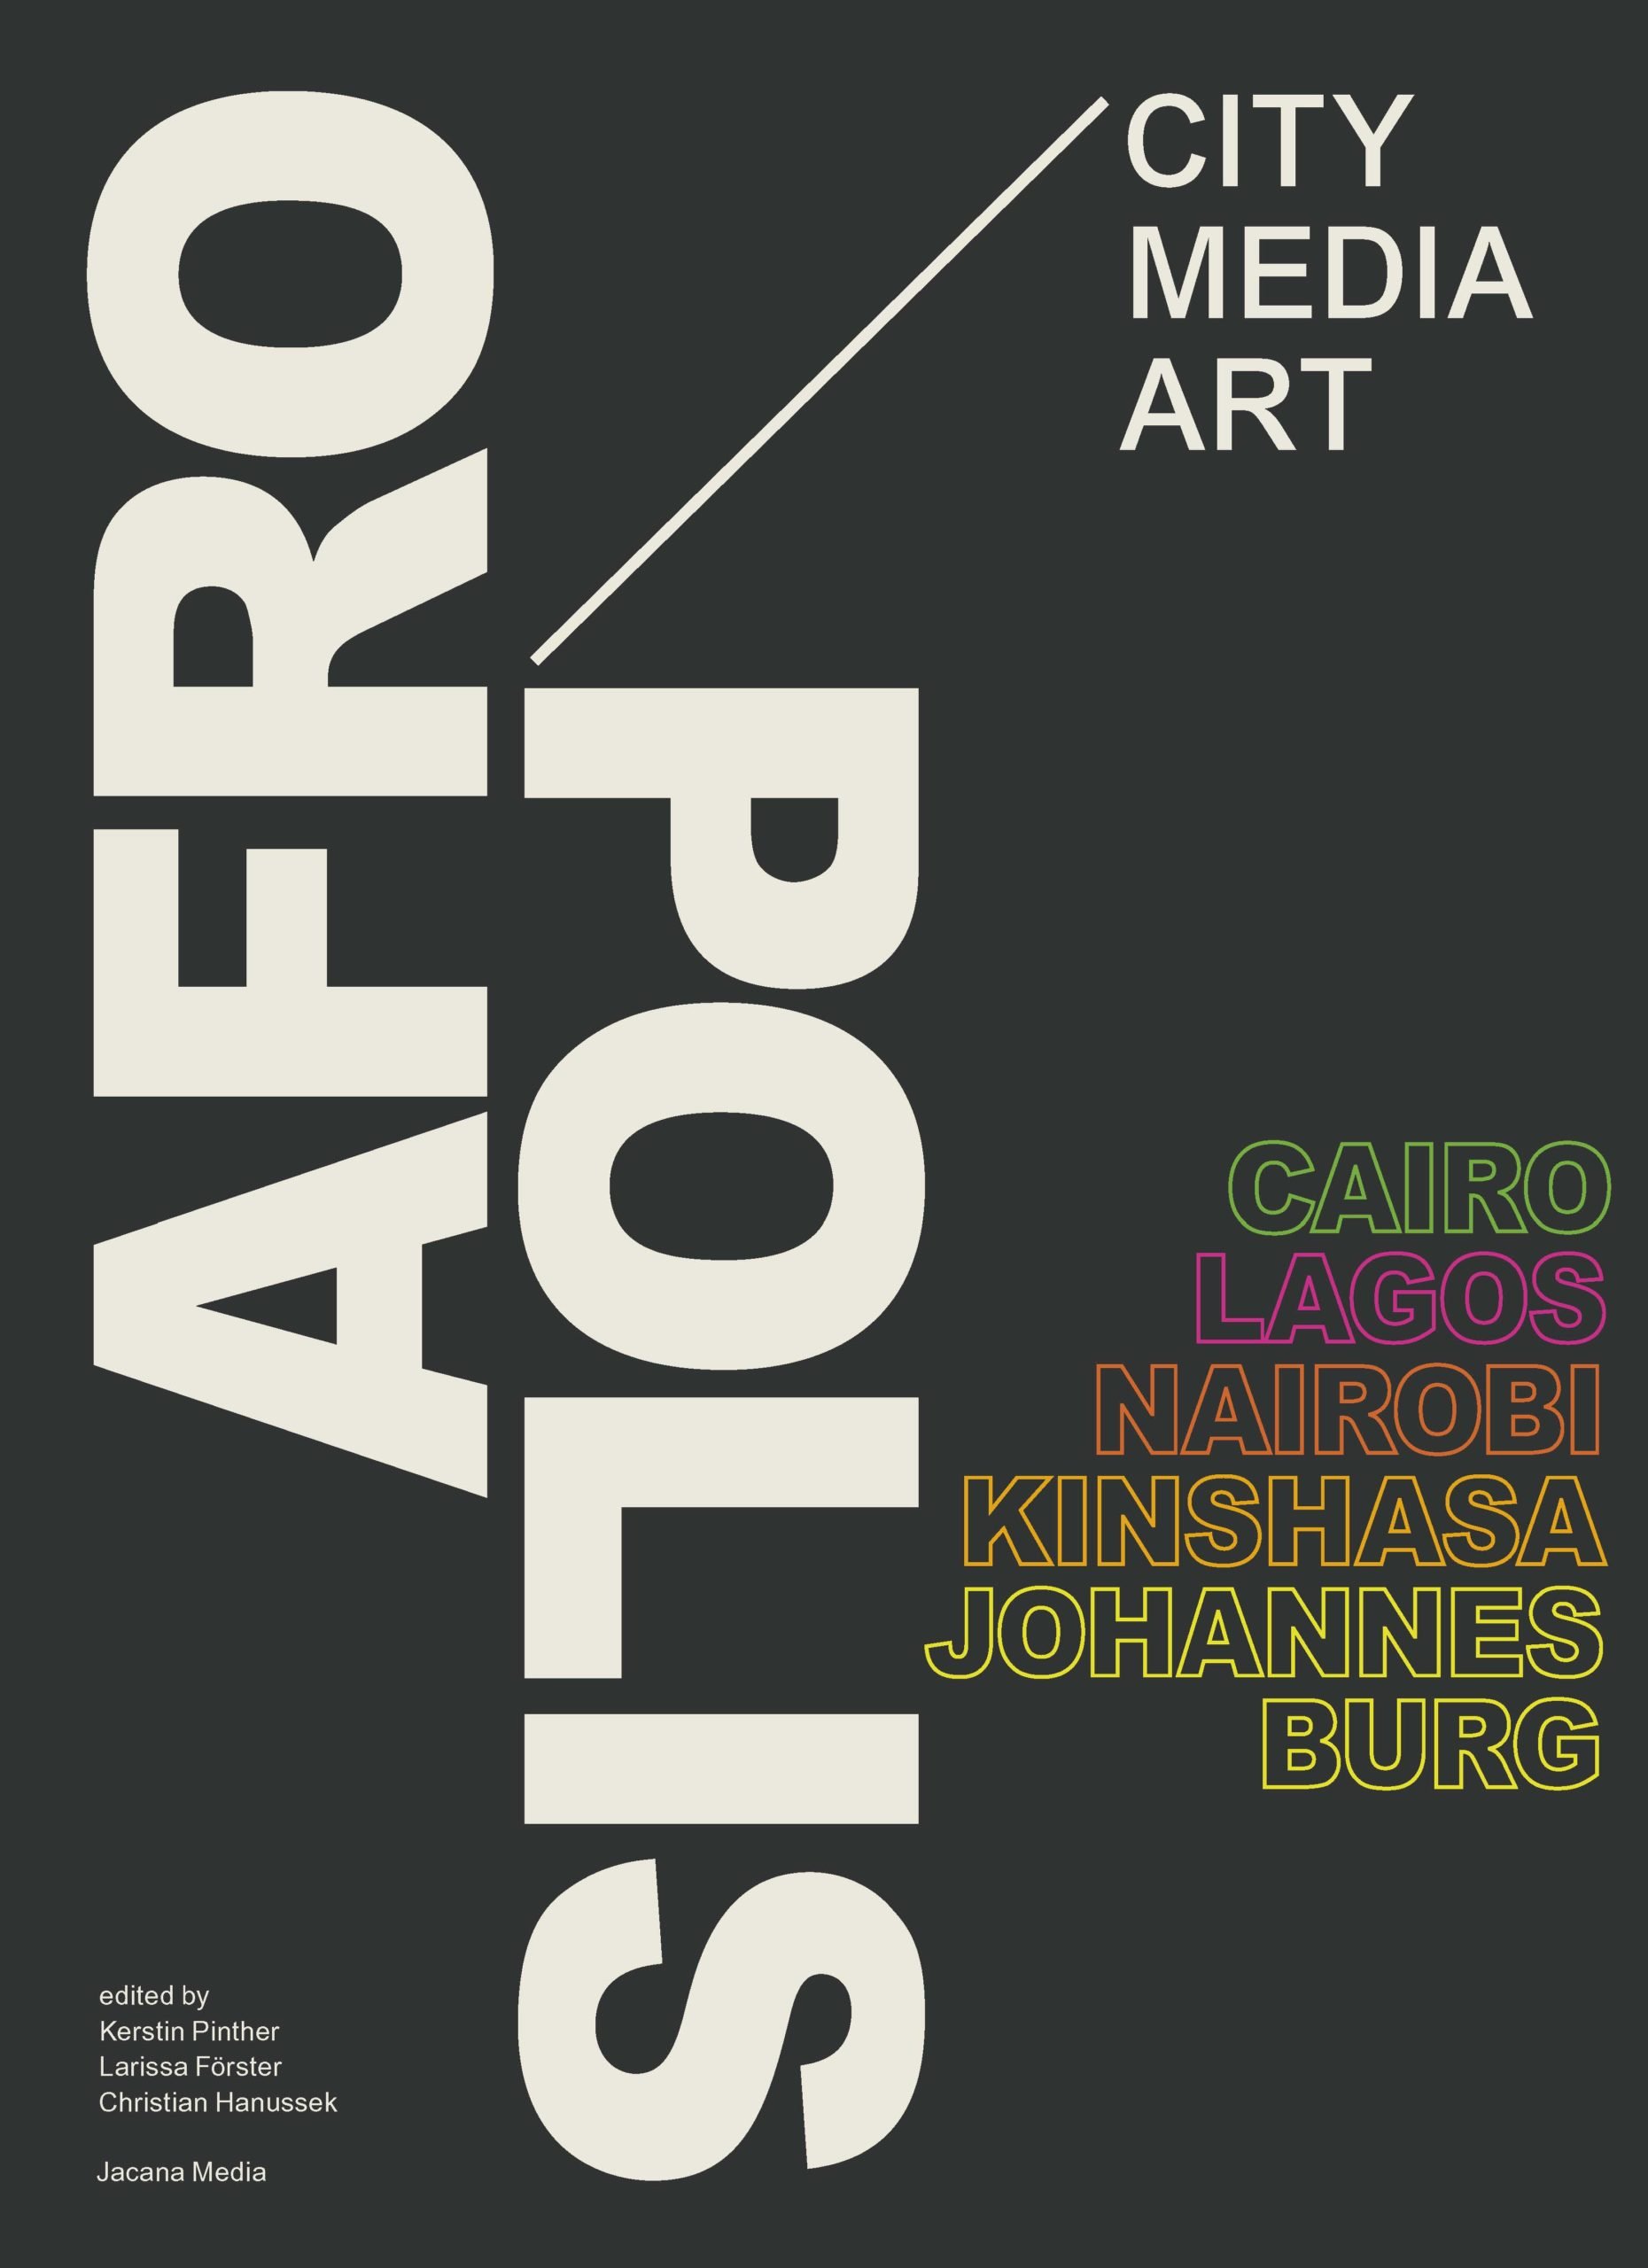 AFRO
POLIS
CITY
MEDIA
ART
CAIRO
LAGOS
NAIROBI
KINSHASA
JOHANNES
BURG
edited by
Kerstin Pinther
Larissa Förster
Christian Hanussek
Jacana Media